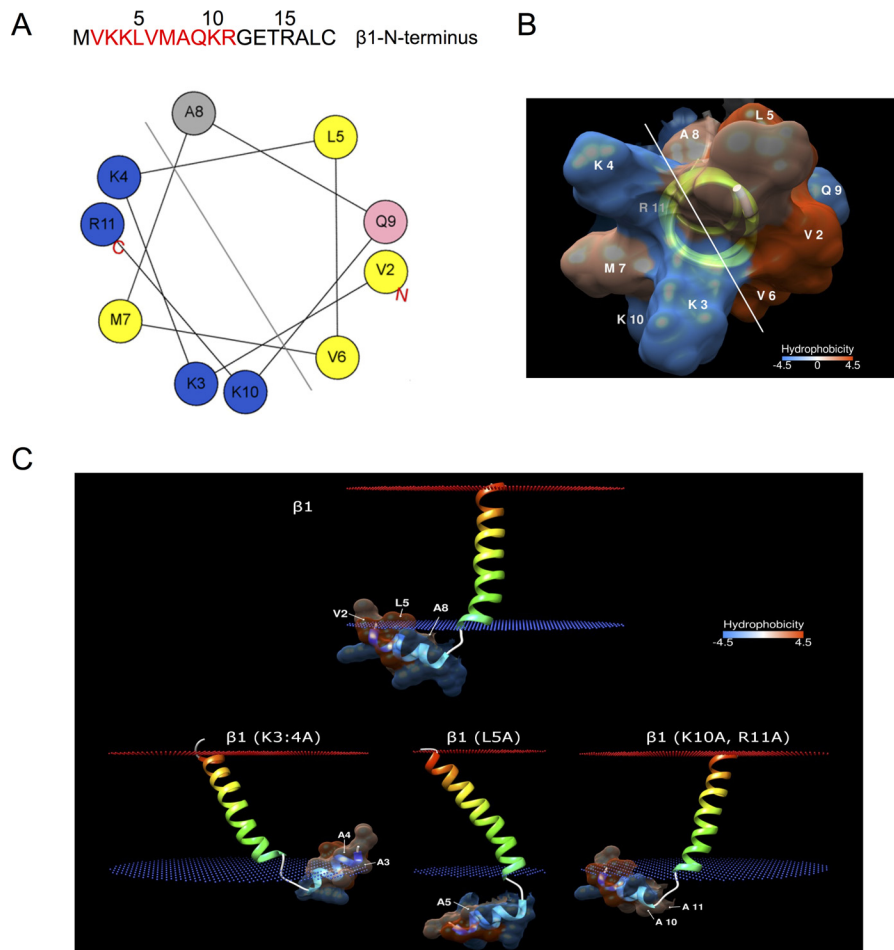 A
5 10 15
MVKKLVMAQKRGETRALC β1-N-terminus
A8
L5
K4
R11
C
Q9
V2
N
M7
V6
K3
K10
B
L 5
A 8
K 4
Q 9
R 11
V 2
M 7
K 3
V 6
K 10
Hydrophobicity
-4.5 0 4.5
C
β1
V2
L5
A8
Hydrophobicity
-4.5 4.5
β1 (K3:4A)
A4
A3
β1 (L5A)
A5
β1 (K10A, R11A)
A 11
A 10